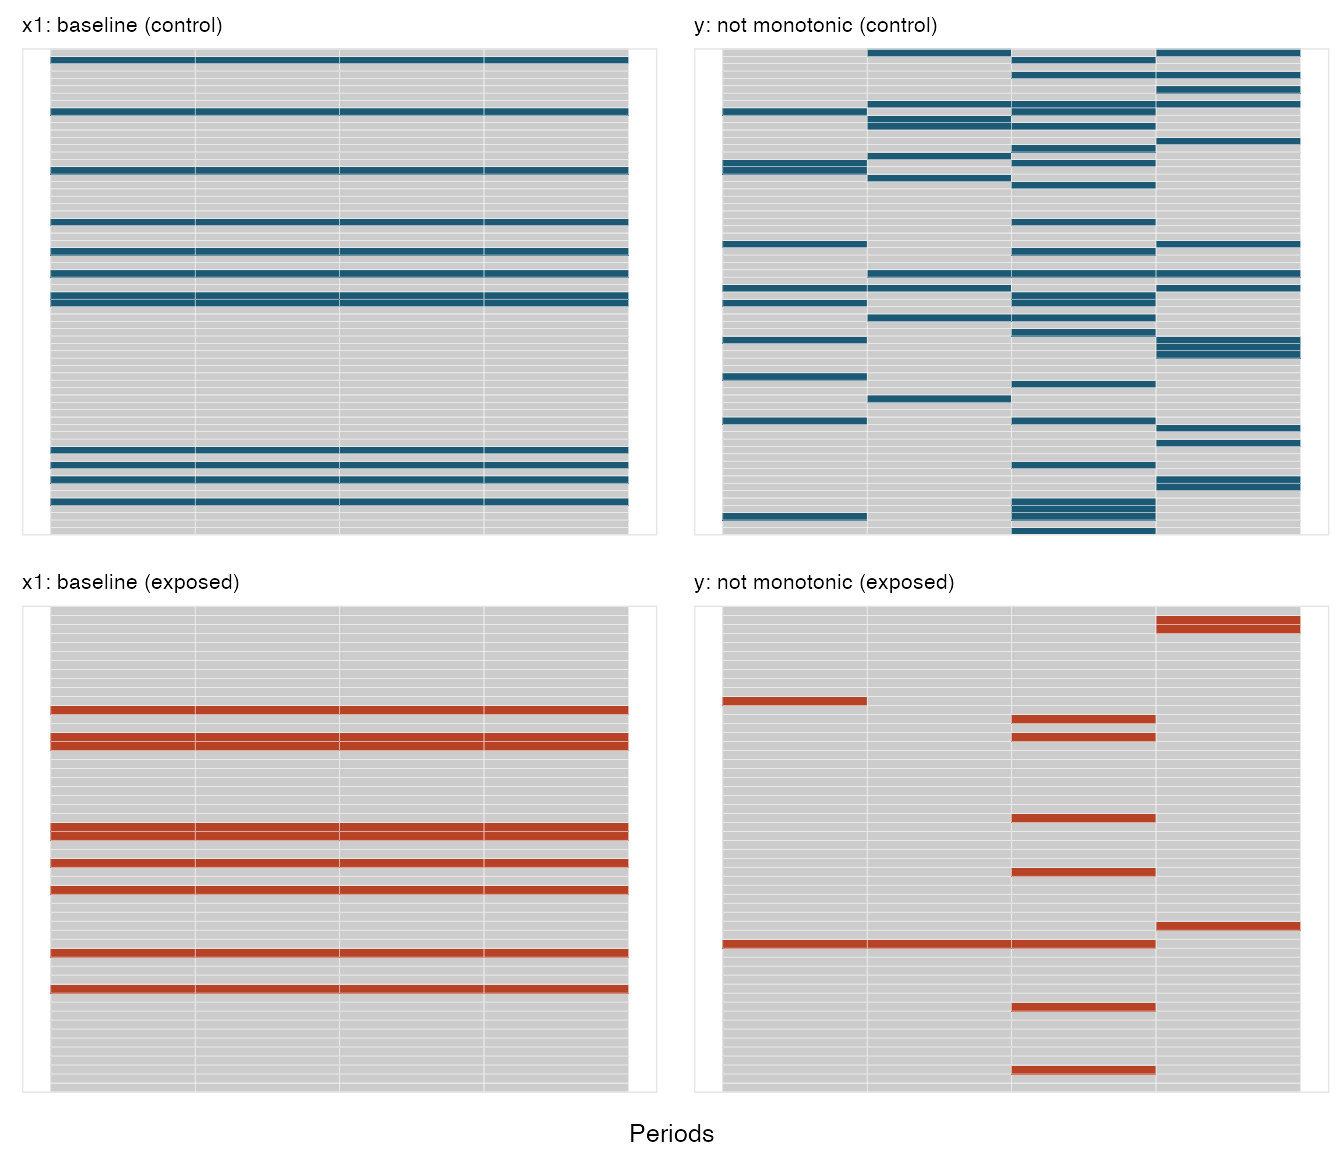 x1: baseline (control)
y: not monotonic (control)
x1: baseline (exposed)
y: not monotonic (exposed)
Periods